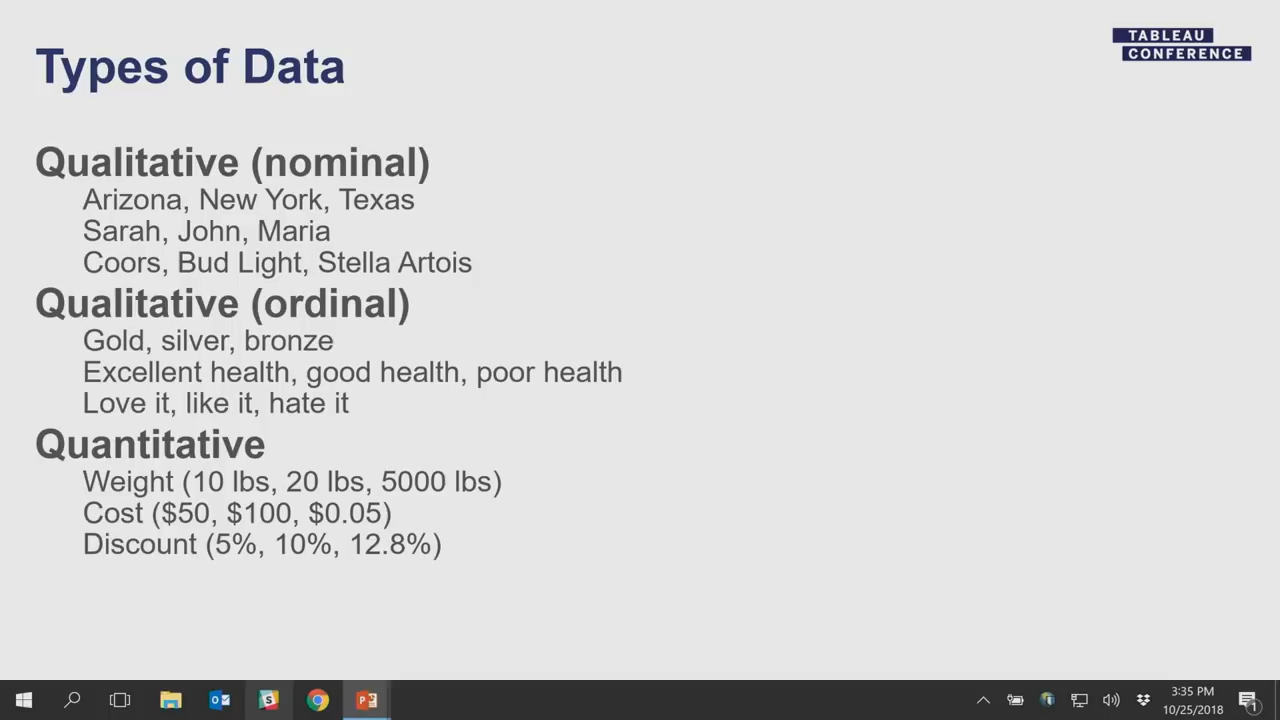 TABLEAU
CONFERENCE
Types of Data
Qualitative (nominal)
Arizona, New York, Texas
Sarah, John, Maria
Coors, Bud Light, Stella Artois
Qualitative (ordinal)
Gold, silver, bronze
Excellent health, good health, poor health
Love it, like it, hate it
Quantitative
Weight (10 lbs, 20 lbs, 5000 lbs)
Cost ($50, $100, $0.05)
Discount (5%, 10%, 12.8%)
3:35 PM
10/25/2018
1